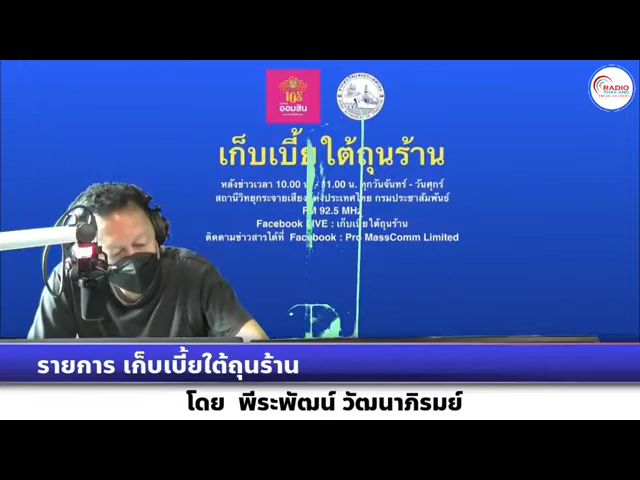 RADIO
THAILAND
108
ออมสิน
เก็บเบี้ยใต้ถุนร้าน
หลังข่าวเวลา 10.00 น. - 11.00 น. ทุกวันจันทร์ - วันศุกร์
สถานีวิทยุกระจายเสียงแห่งประเทศไทย กรมประชาสัมพันธ์
FM 92.5 MHz
Facebook LIVE : เก็บเบี้ยใต้ถุนร้าน
ติดตามข่าวสารได้ที่ Facebook : Pro MassComm Limited
รายการ เก็บเบี้ยใต้ถุนร้าน
โดย พีระพัฒน์ วัฒนาภิรมย์